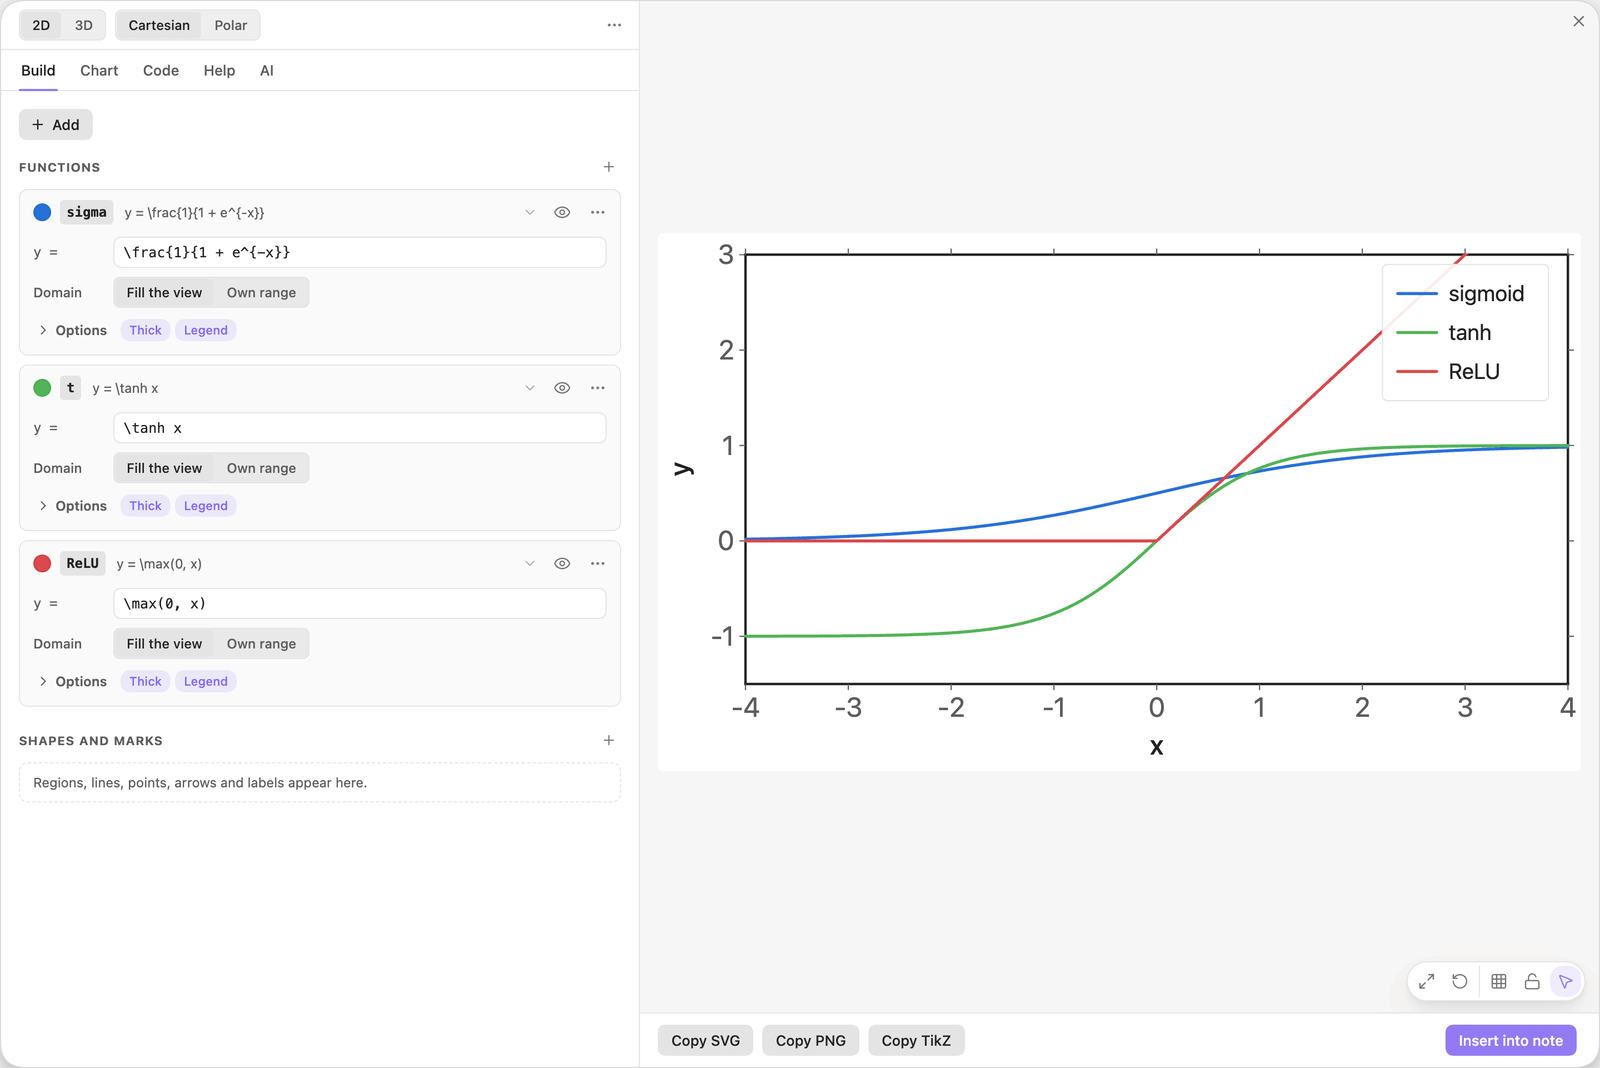 2D 3D Cartesian Polar
Build Chart Code Help AI
+ Add
FUNCTIONS
sigma y = \frac{1}{1 + e^{-x}}
y = \frac{1}{1 + e^{-x}}
Domain Fill the view Own range
Options Thick Legend
t y = \tanh x
y = \tanh x
Domain Fill the view Own range
Options Thick Legend
ReLU y = \max(0, x)
y = \max(0, x)
Domain Fill the view Own range
Options Thick Legend
SHAPES AND MARKS
Regions, lines, points, arrows and labels appear here.
3
2
1
0
-1
y
-4 -3 -2 -1 0 1 2 3 4
x
sigmoid
tanh
ReLU
Copy SVG Copy PNG Copy TikZ Insert into note